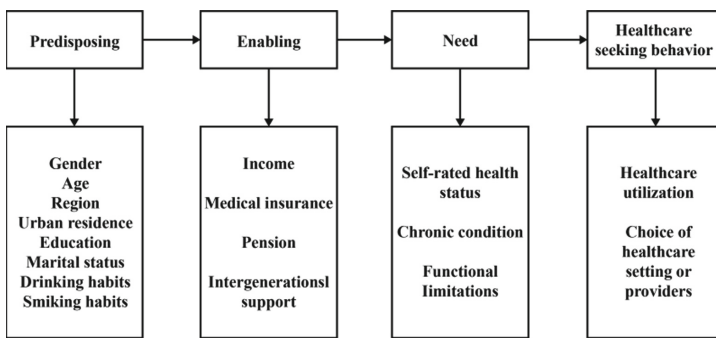 Predisposing
Enabling
Need
Healthcare
seeking behavior
Gender
Age
Region
Urban residence
Education
Marital status
Drinking habits
Smiking habits
Income
Medical insurance
Pension
Intergenerationsl
support
Self-rated health
status
Chronic condition
Functional
Iimitations
Healthcare
utilization
Choice of
healthcare
setting or
providers